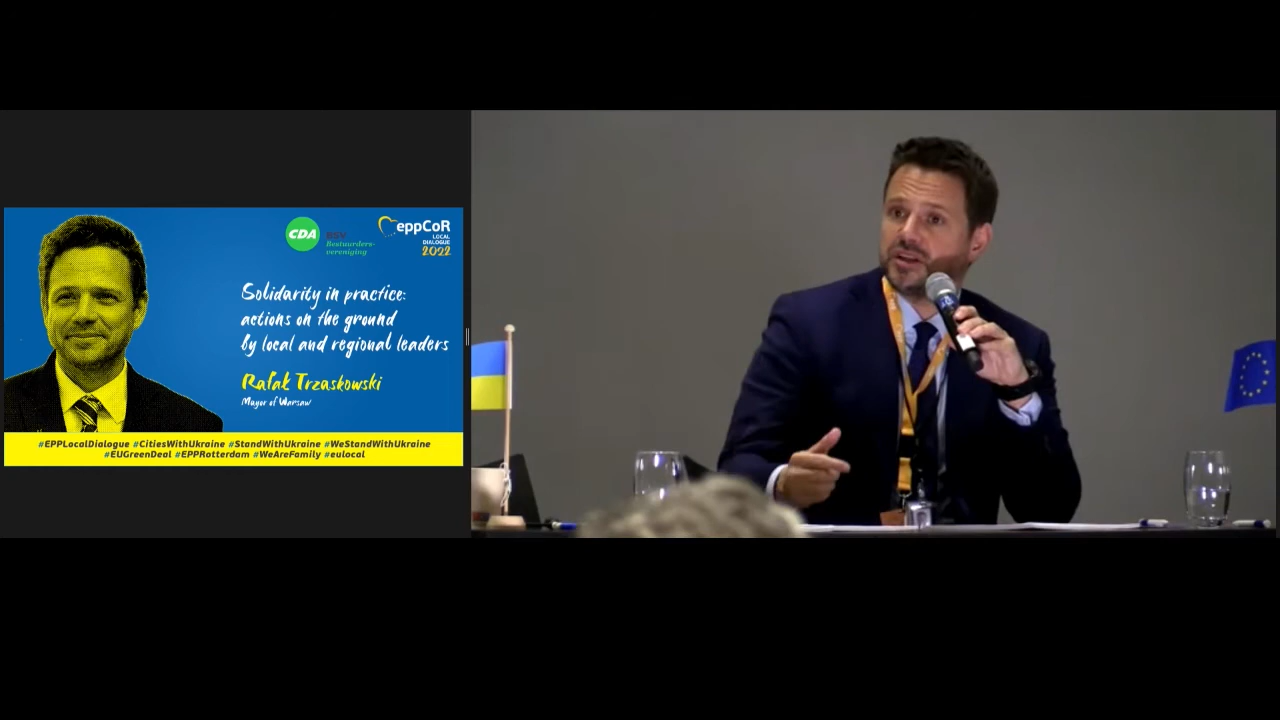 CDA
BSV
Bestuurders-
vereniging
eppCoR
LOCAL
DIALOGUE
2022
Solidarity in practice:
actions on the ground
by local and regional leaders
Rafał Trzaskowski
Mayor of Warsaw
#EPPLocalDialogue #CitiesWithUkraine #StandWithUkraine #WeStandWithUkraine
#EUGreenDeal #EPPRotterdam #WeAreFamily #eulocal